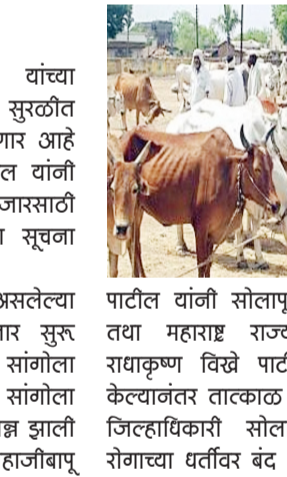 यांच्या
सुरळीत
णार आहे
ल यांनी
जारसाठी
ा सूचना
असलेल्या
नार सुरू
सांगोला
सांगोला
न्न झाली
हाजीबापू
पाटील यांनी सोलापू
तथा महाराष्ट्र राज्य
राधाकृष्ण विखे पार्ट
केल्यानंतर तात्काळ
जिल्हाधिकारी सोल
रोगाच्या धर्तीवर बंद